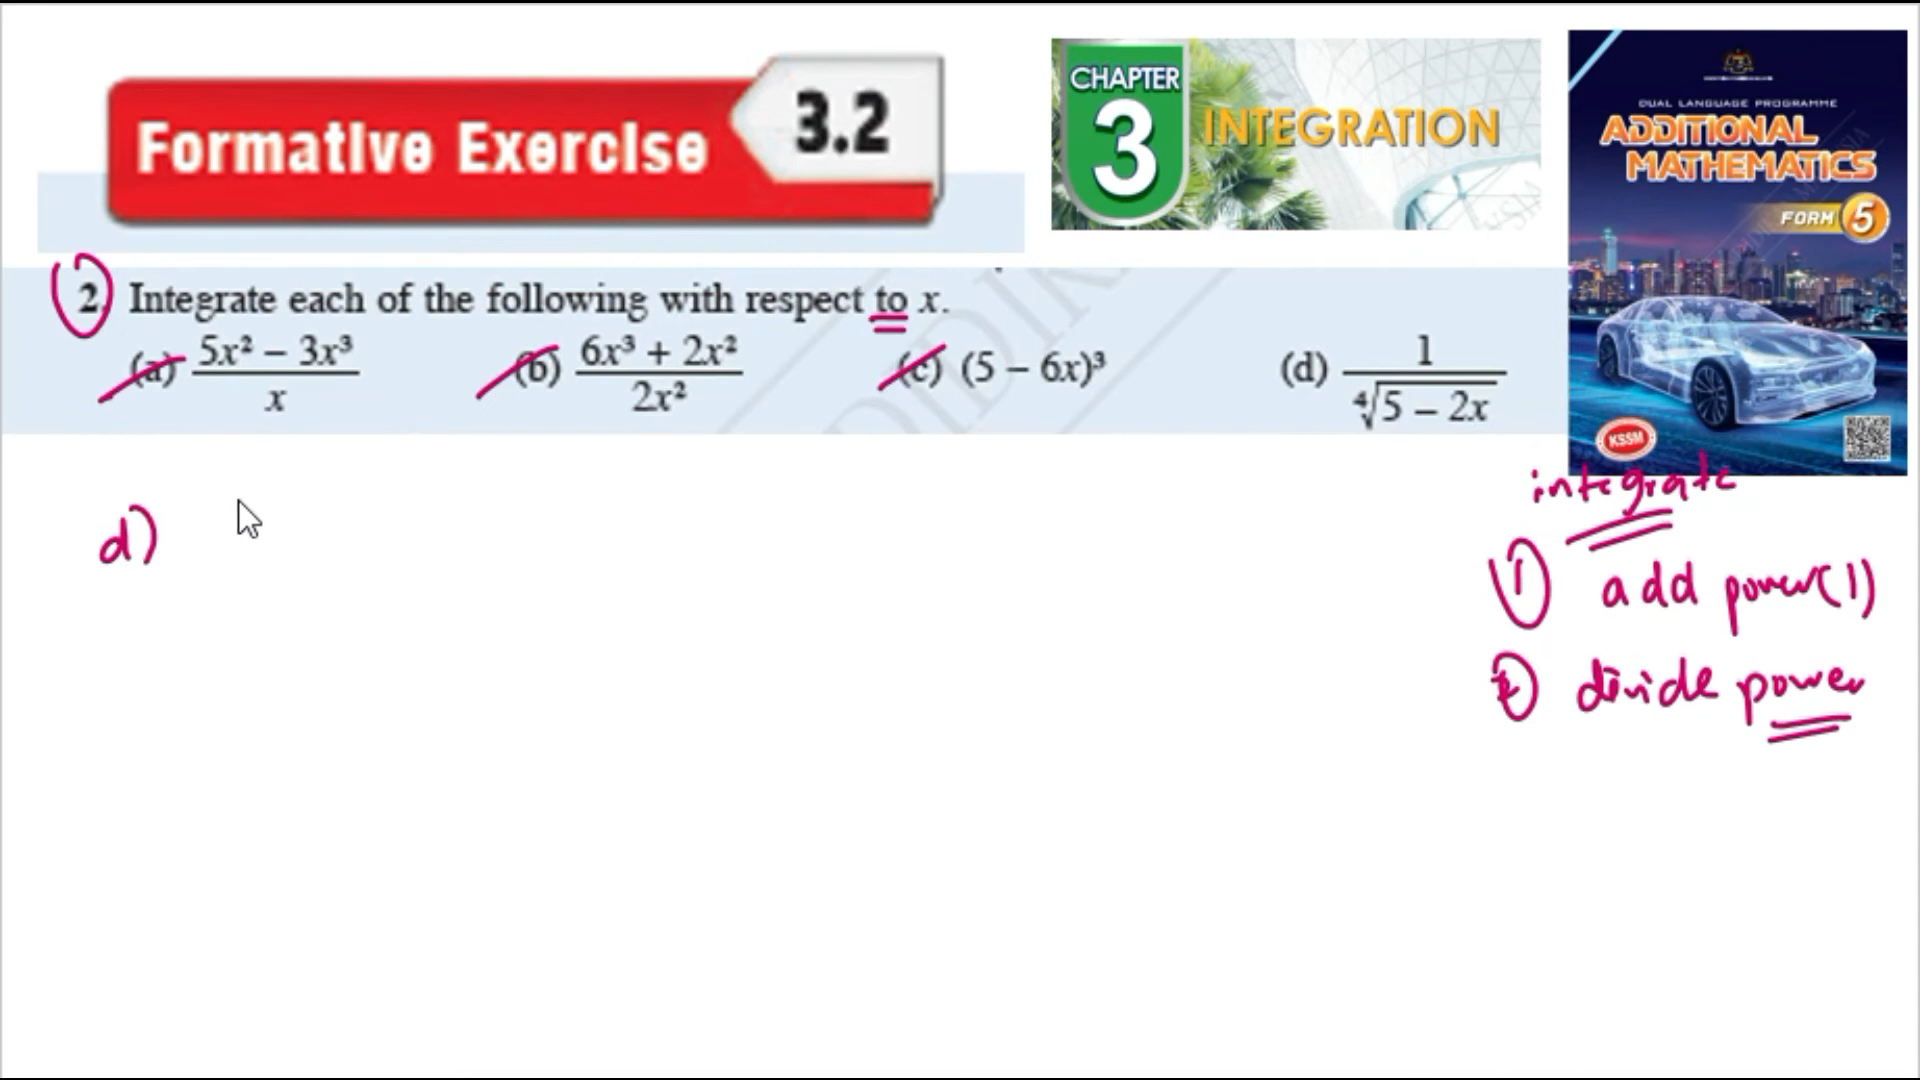 Formative Exercise 3.2
CHAPTER
3
INTEGRATION
DUAL LANGUAGE PROGRAMME
ADDITIONAL
MATHEMATICS
FORM 5
KSSM
2. Integrate each of the following with respect to x.
(a) 5x² – 3x³ / x (b) 6x³ + 2x² / 2x² (c) (5 – 6x)³ (d) 1 / ⁴√5 – 2x
d)
integrate
1 add power(1)
2 divide power